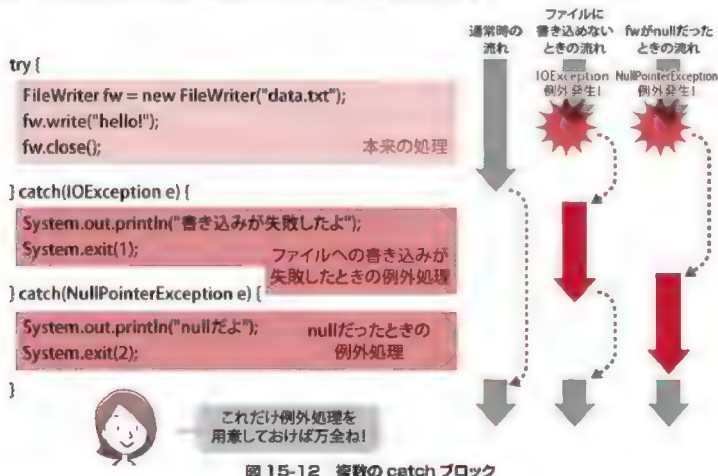 通常時の
流れ
ファイルに
書き込めない
ときの流れ
fwがnullだった
ときの流れ
IOException
例外発生!
NullPointerException
例外発生!
try {
FileWriter fw = new FileWriter("data.txt");
fw.write("hello!");
fw.close();
本来の処理
} catch(IOException e) {
System.out.println("書き込みが失敗したよ");
System.exit(1);
ファイルへの書き込みが
失敗したときの例外処理
} catch(NullPointerException e) {
System.out.println("nullだよ");
System.exit(2);
nullだったときの
例外処理
}
これだけ例外処理を
用意しておけば万全ね!
図 15-12 複数の catch ブロック